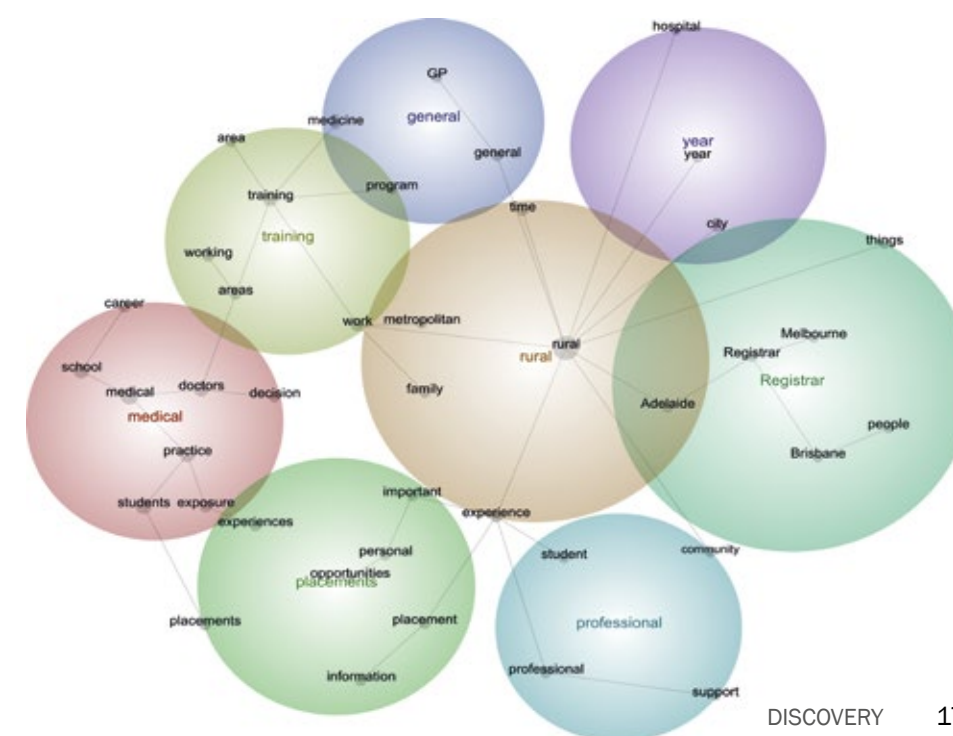 hospital
GP
general
medicine
area
year
year
general
program
training
time
city
training
things
working
areas
career
work
metropolitan
Melbourne
rural
rural
Registrar
school
Registrar
medical
doctors
decision
family
Adelaide
medical
people
practice
Brisbane
important
students
exposure
experience
experiences
personal
student
community
opportunities
placements
placements
placement
professional
information
professional
support
DISCOVERY